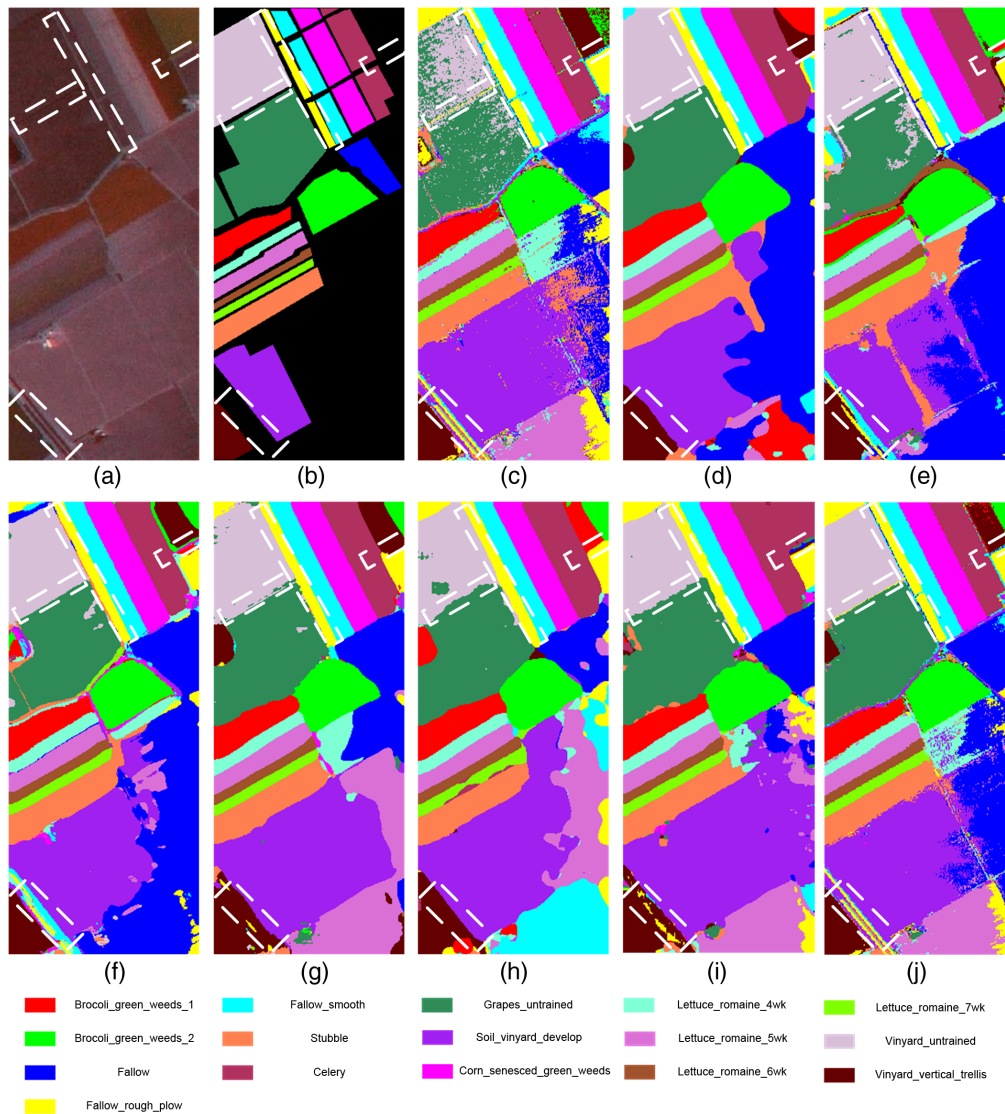 (a)
(b)
(c)
(d)
(e)
(f)
(g)
(h)
(i)
(j)
Brocoli_green_weeds_1
Fallow_smooth
Grapes_untrained
Lettuce_romaine_4wk
Lettuce_romaine_7wk
Brocoli_green_weeds_2
Stubble
Soil_vinyard_develop
Lettuce_romaine_5wk
Vinyard_untrained
Fallow
Celery
Corn_senesced_green_weeds
Lettuce_romaine_6wk
Vinyard_vertical_trellis
Fallow_rough_plow